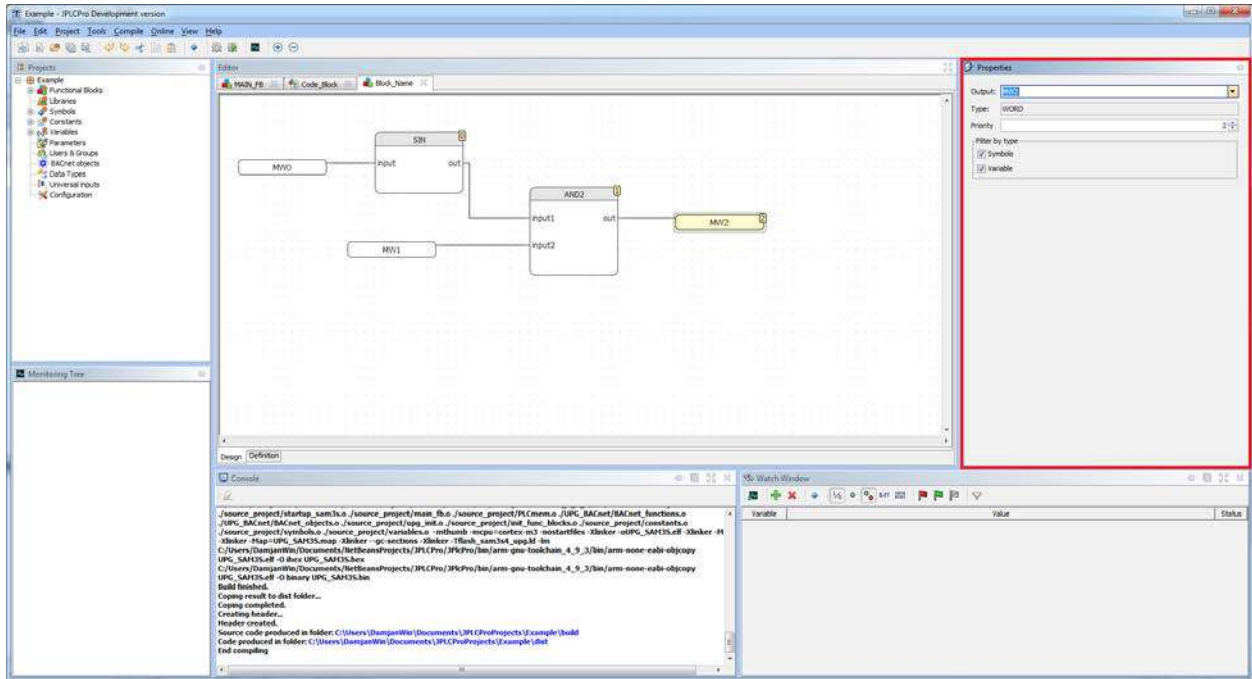 Example - JPLCPro Development version
File Edit Project Tools Compile Online View Help
Projects
Example
Functional Blocks
Libraries
Symbols
Constants
Variables
Parameters
Users & Groups
BACnet objects
Data Types
Universal inputs
Configuration
Monitoring Tree
Editor
MAIN_FB
Code_Block
Block_Name
SIN
0
MW0
input
out
AND2
1
input1
out
MW2
2
MW1
input2
Design
Definition
Properties
Output: MW2
Type: WORD
Priority 2
Filter by type
Symbols
Variable
Console
./source_project/startup_sam3s.o ./source_project/main_fb.o ./source_project/PLCmem.o ./UPG_BACnet/BACnet_functions.o
./UPG_BACnet/BACnet_objects.o ./source_project/upg_init.o ./source_project/init_func_blocks.o ./source_project/constants.o
./source_project/symbols.o ./source_project/variables.o -mthumb -mcpu=cortex-m3 -nostartfiles -Xlinker -oUPG_SAM3S.elf -Xlinker -M
-Xlinker -Map=UPG_SAM3S.map -Xlinker --gc-sections -Xlinker -Tflash_sam3s4_upg.ld -lm
C:/Users/DamjanWin/Documents/NetBeansProjects/JPLCPro/JPlcPro/bin/arm-gnu-toolchain_4_9_3/bin/arm-none-eabi-objcopy
UPG_SAM3S.elf -O ihex UPG_SAM3S.hex
C:/Users/DamjanWin/Documents/NetBeansProjects/JPLCPro/JPlcPro/bin/arm-gnu-toolchain_4_9_3/bin/arm-none-eabi-objcopy
UPG_SAM3S.elf -O binary UPG_SAM3S.bin
Build finished.
Coping result to dist folder...
Coping completed.
Creating header...
Header created.
Source code produced in folder: C:\Users\DamjanWin\Documents\JPLCProProjects\Example\build
Code produced in folder: C:\Users\DamjanWin\Documents\JPLCProProjects\Example\dist
End compiling
Watch Window
Variable
Value
Status